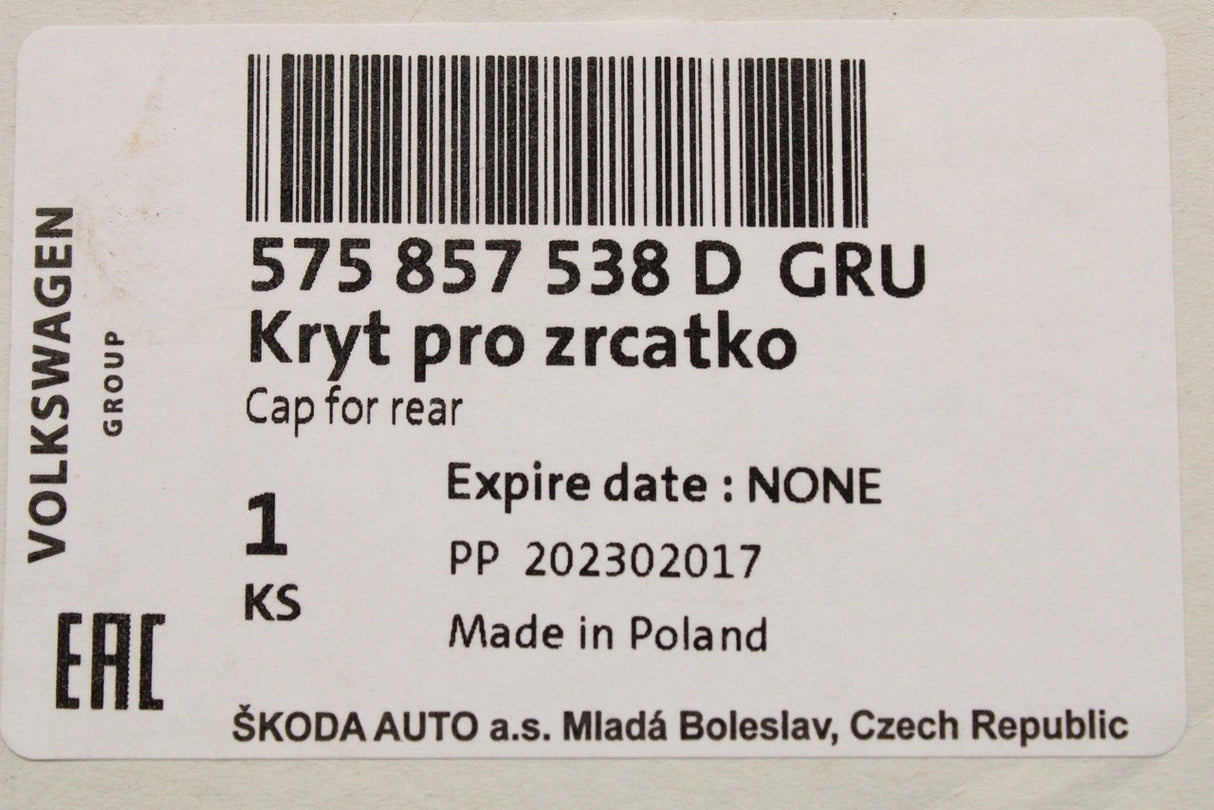 VOLKSWAGEN
GROUP
575 857 538 D GRU
Kryt pro zrcatko
Cap for rear
1
KS
Expire date : NONE
PP 202302017
Made in Poland
EAC
ŠKODA AUTO a.s. Mladá Boleslav, Czech Republic